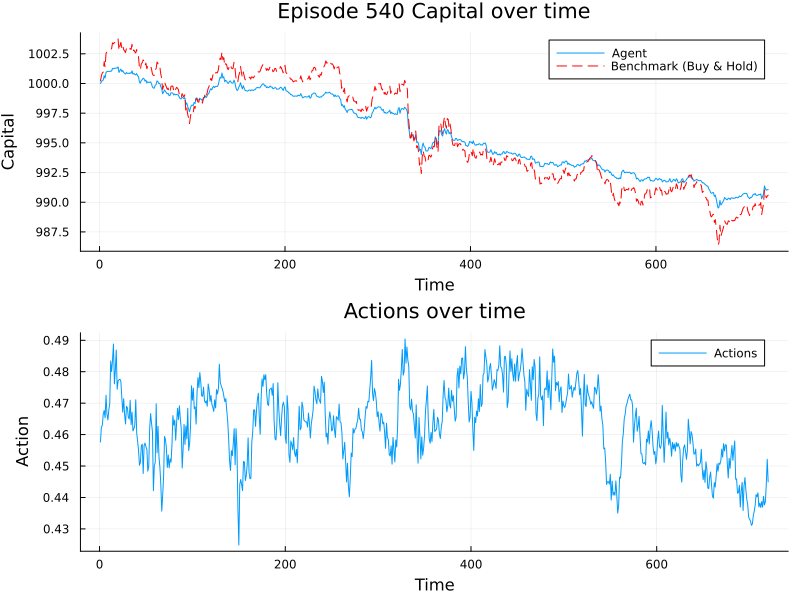 Episode 540 Capital over time
Agent
Benchmark (Buy & Hold)
1002.5
1000.0
997.5
995.0
992.5
990.0
987.5
Capital
0
200
400
600
Time
Actions over time
Actions
0.49
0.48
0.47
0.46
0.45
0.44
0.43
Action
0
200
400
600
Time